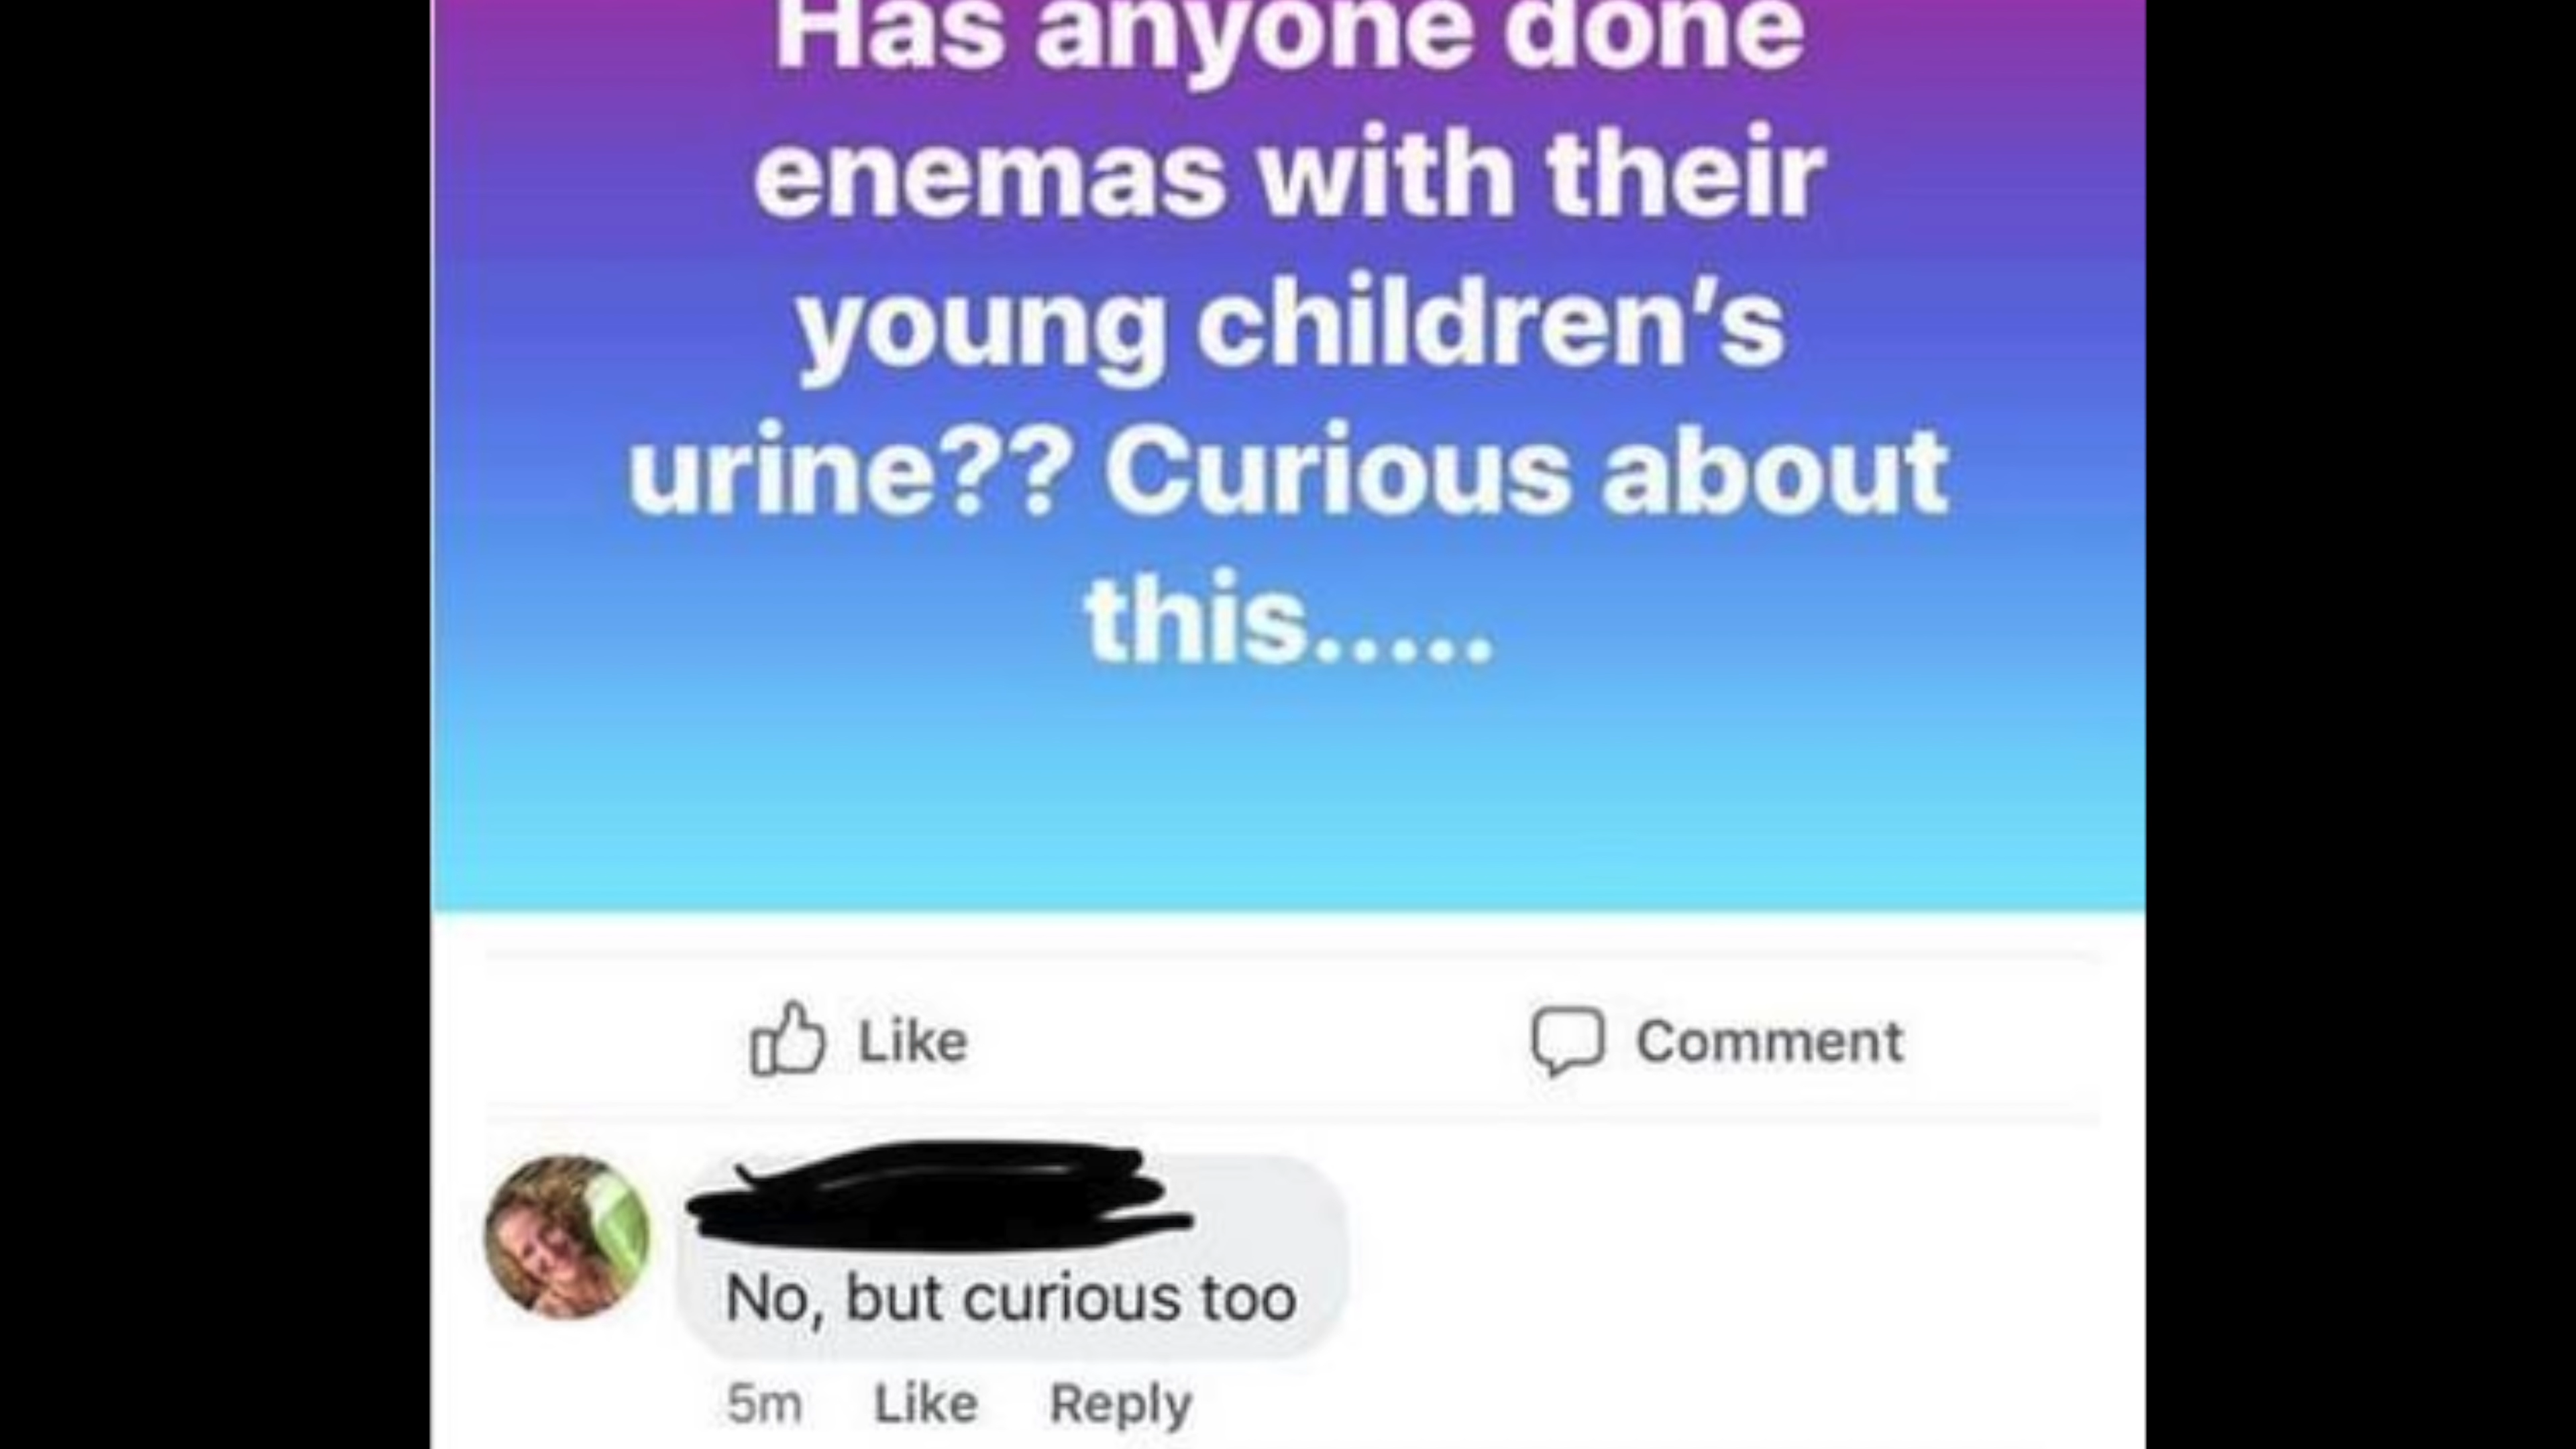 Has anyone done
enemas with their
young children's
urine?? Curious about
this.....
Like
Comment
No, but curious too
5m Like Reply